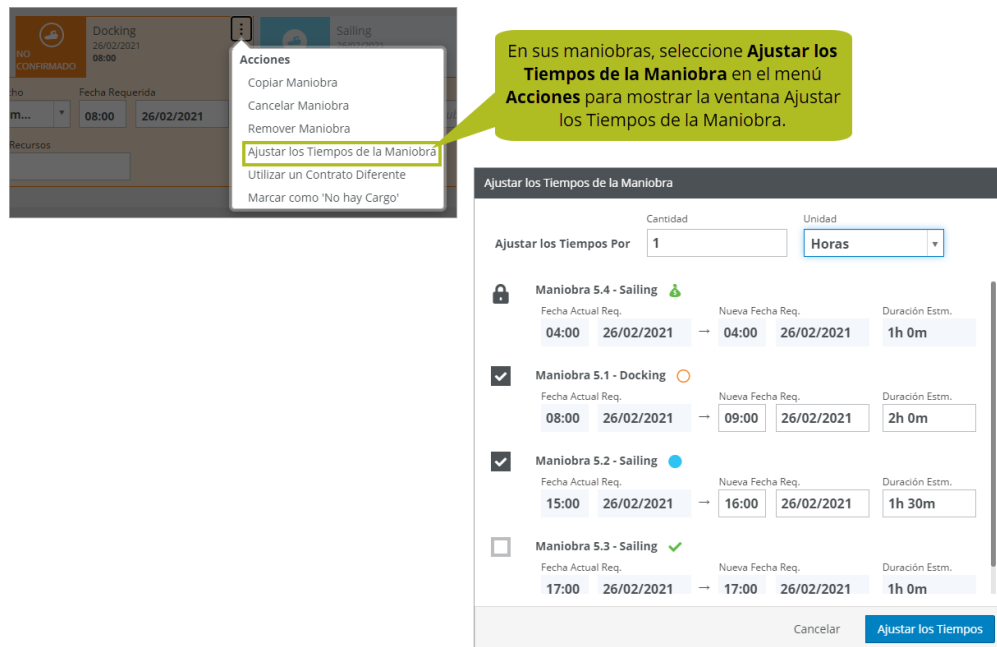 Docking
26/02/2021
08:00
NO
CONFIRMADO
Sailing
26/02/2021
Fecha Requerida
08:00 26/02/2021
Recursos
Acciones
Copiar Maniobra
Cancelar Maniobra
Remover Maniobra
Ajustar los Tiempos de la Maniobra
Utilizar un Contrato Diferente
Marcar como 'No hay Cargo'
En sus maniobras, seleccione Ajustar los
Tiempos de la Maniobra en el menú
Acciones para mostrar la ventana Ajustar
los Tiempos de la Maniobra.
Ajustar los Tiempos de la Maniobra
Cantidad Unidad
Ajustar los Tiempos Por 1 Horas
Maniobra 5.4 - Sailing
Fecha Actual Req. Nueva Fecha Req. Duración Estm.
04:00 26/02/2021 → 04:00 26/02/2021 1h 0m
Maniobra 5.1 - Docking
Fecha Actual Req. Nueva Fecha Req. Duración Estm.
08:00 26/02/2021 → 09:00 26/02/2021 2h 0m
Maniobra 5.2 - Sailing
Fecha Actual Req. Nueva Fecha Req. Duración Estm.
15:00 26/02/2021 → 16:00 26/02/2021 1h 30m
Maniobra 5.3 - Sailing
Fecha Actual Req. Nueva Fecha Req. Duración Estm.
17:00 26/02/2021 → 17:00 26/02/2021 1h 0m
Cancelar Ajustar los Tiempos